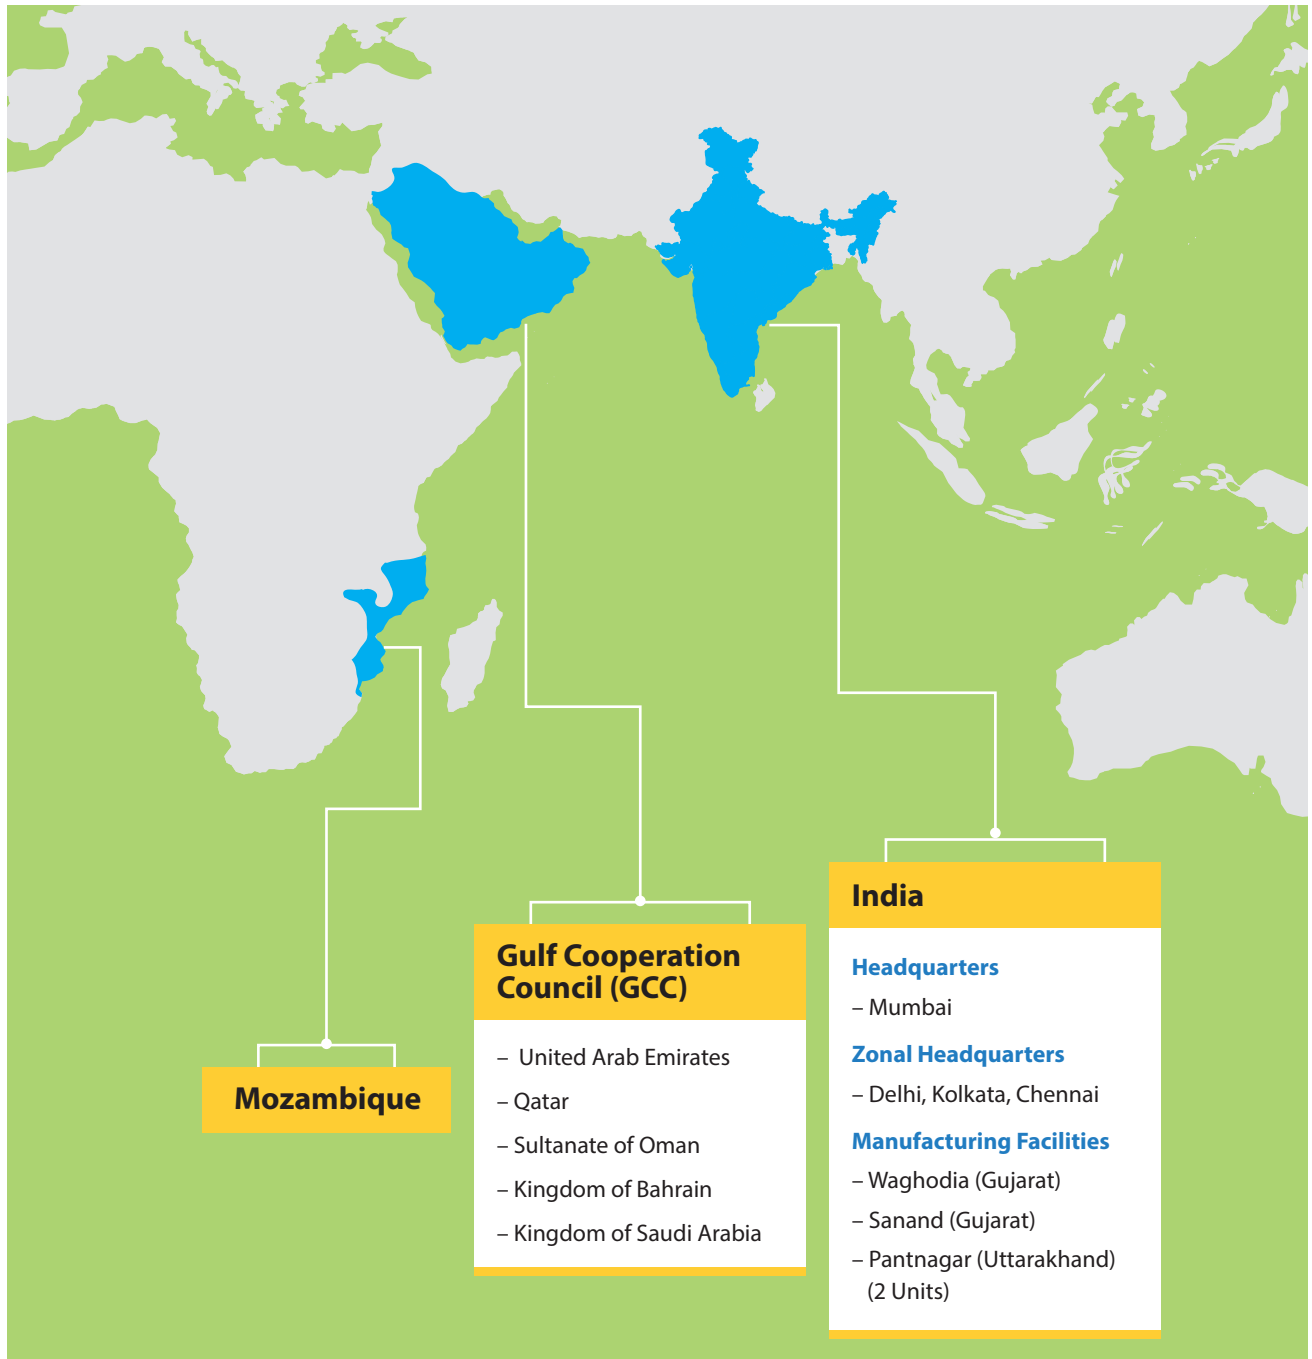 Mozambique
Gulf Cooperation
Council (GCC)
– United Arab Emirates
– Qatar
– Sultanate of Oman
– Kingdom of Bahrain
– Kingdom of Saudi Arabia
India
Headquarters
– Mumbai
Zonal Headquarters
– Delhi, Kolkata, Chennai
Manufacturing Facilities
– Waghodia (Gujarat)
– Sanand (Gujarat)
– Pantnagar (Uttarakhand)
(2 Units)